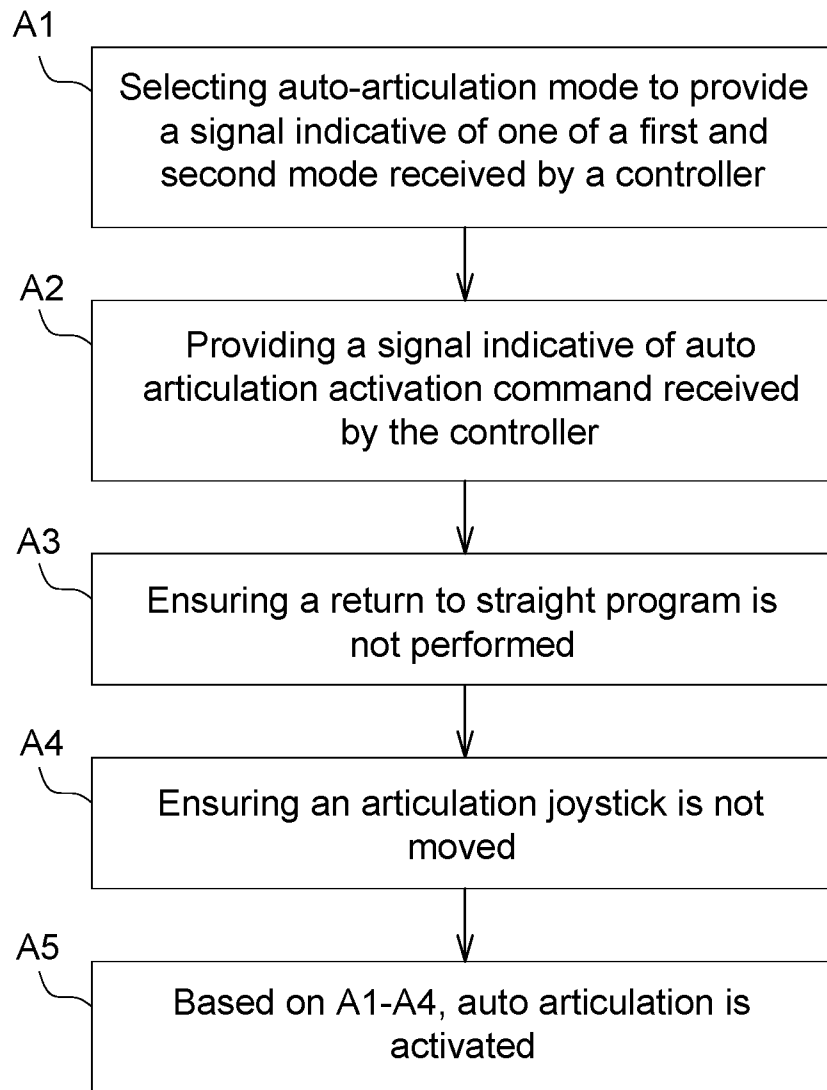 A1
Selecting auto-articulation mode to provide
a signal indicative of one of a first and
second mode received by a controller
A2
Providing a signal indicative of auto
articulation activation command received
by the controller
A3
Ensuring a return to straight program is
not performed
A4
Ensuring an articulation joystick is not
moved
A5
Based on A1-A4, auto articulation is
activated